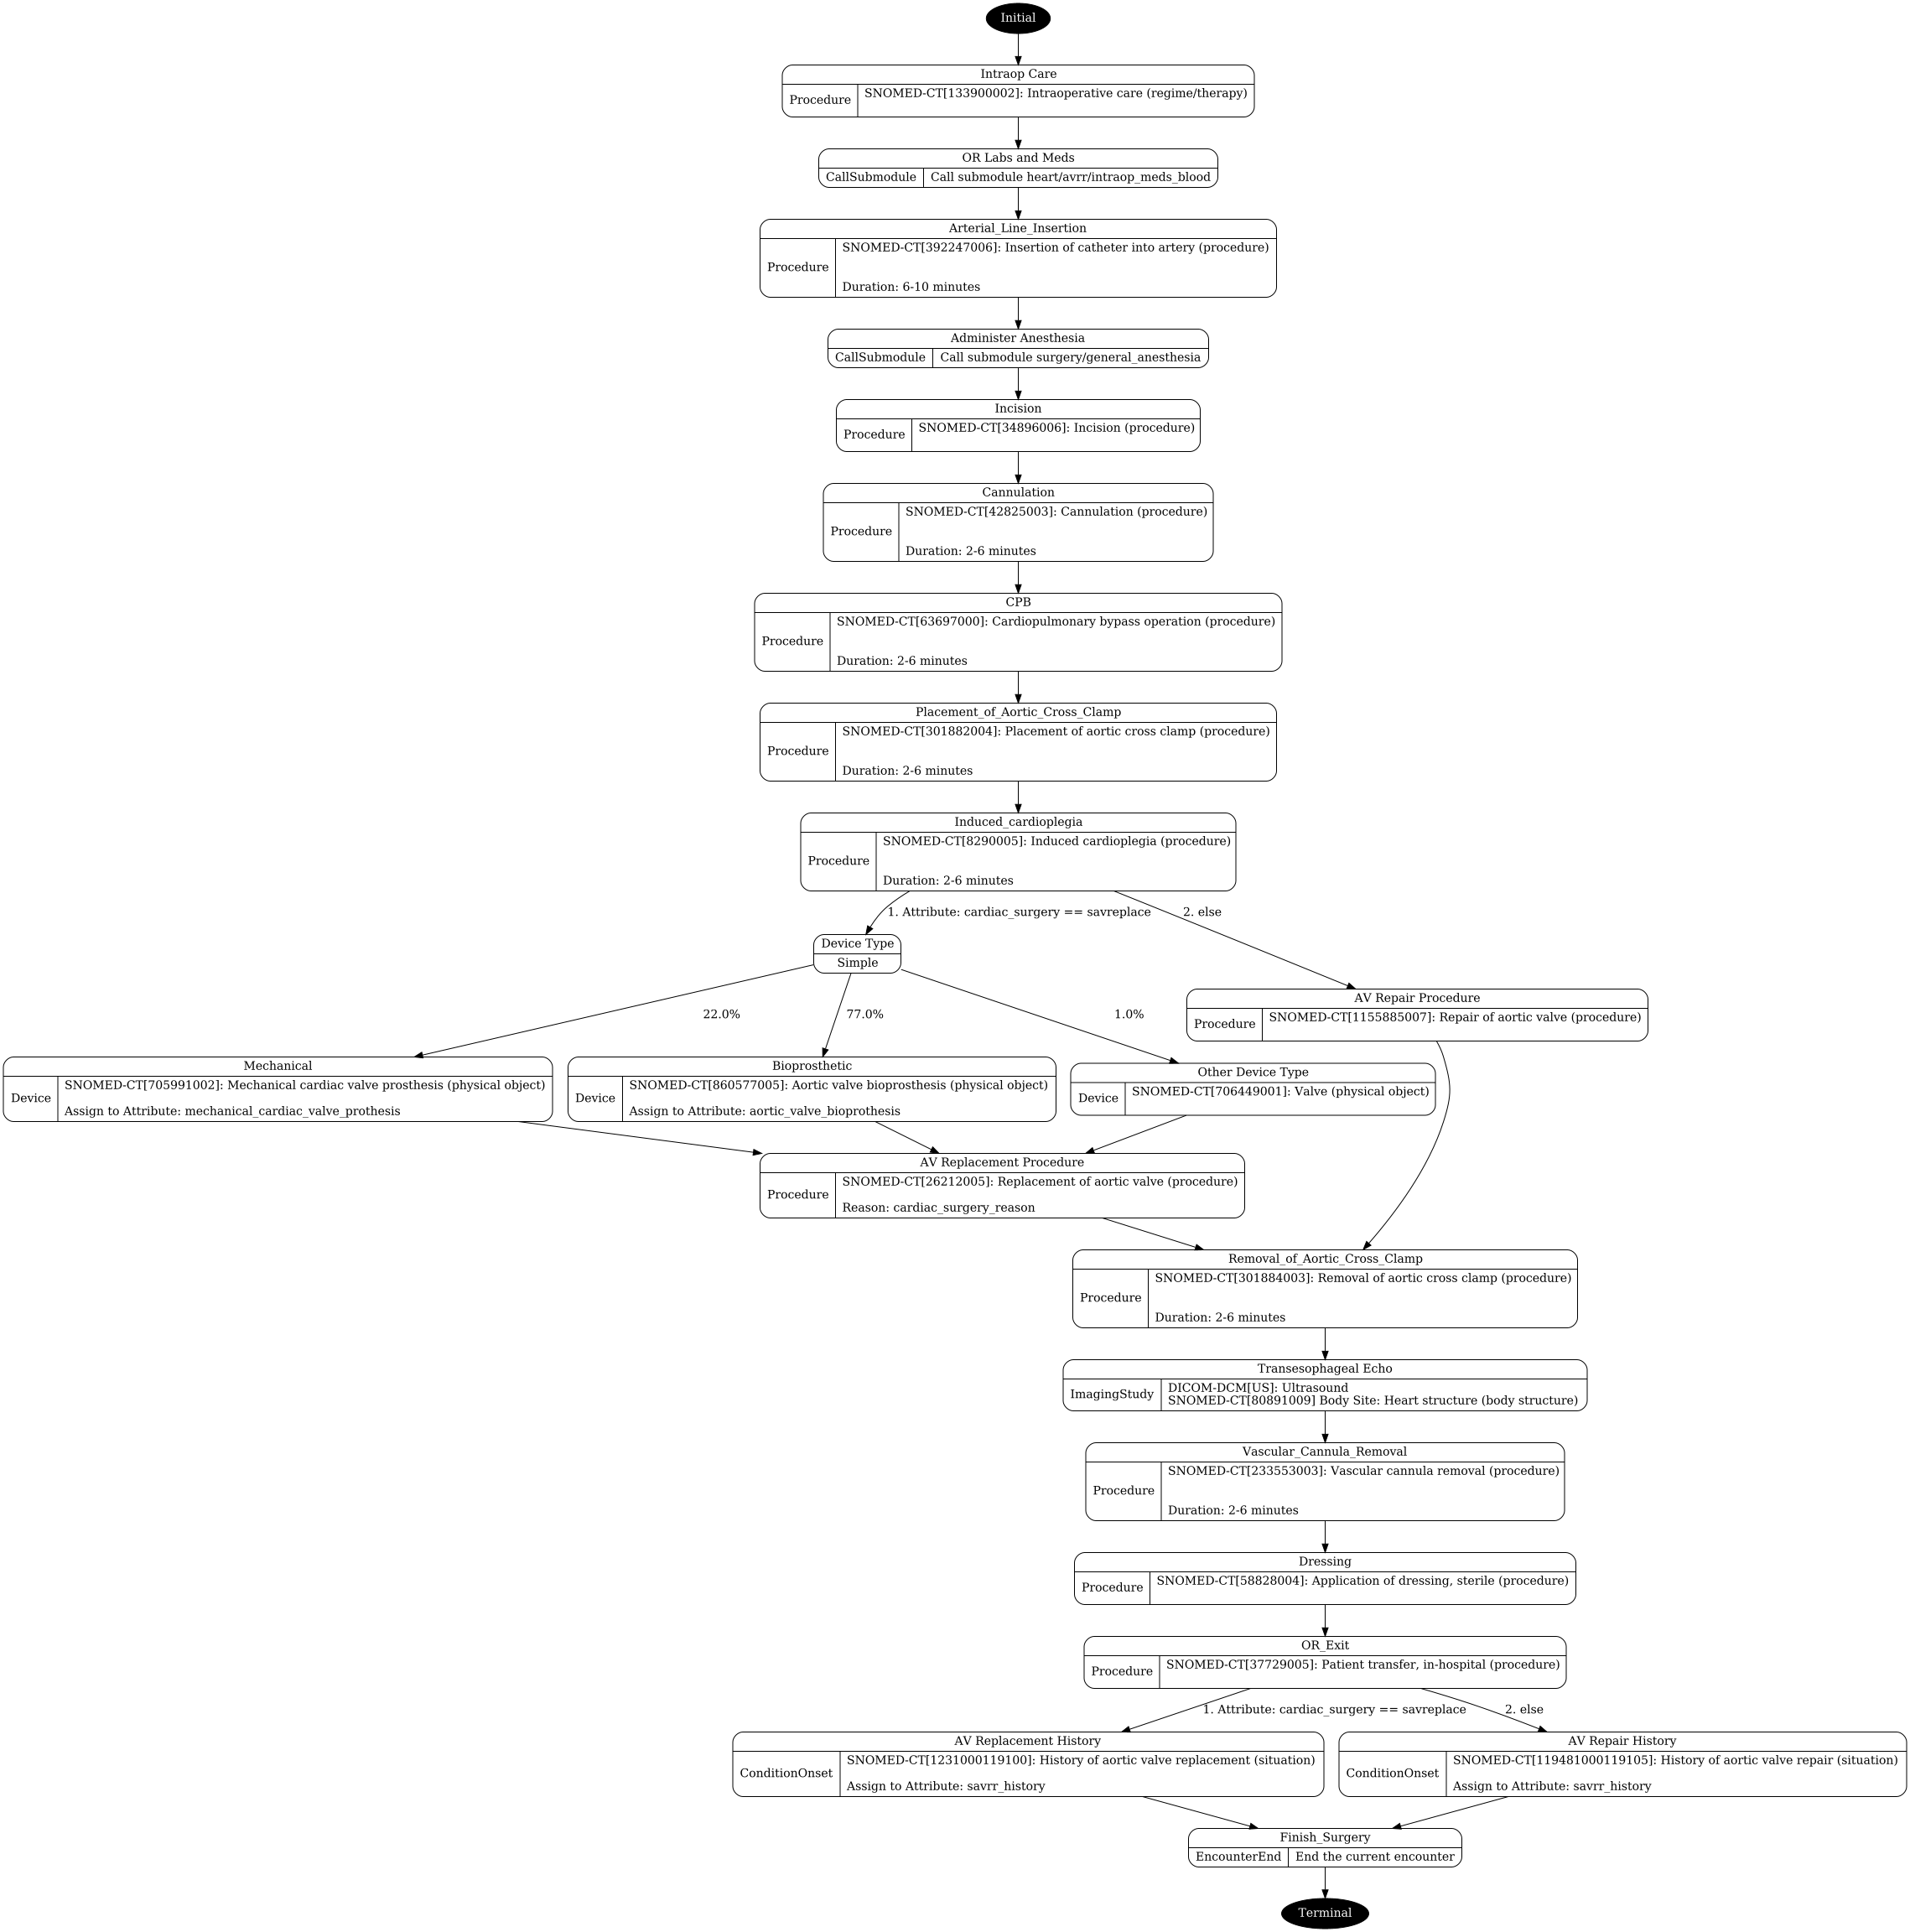 Initial
Intraop Care
Procedure
SNOMED-CT[133900002]: Intraoperative care (regime/therapy)
OR Labs and Meds
CallSubmodule
Call submodule heart/avrr/intraop_meds_blood
Arterial_Line_Insertion
Procedure
SNOMED-CT[392247006]: Insertion of catheter into artery (procedure)
Duration: 6-10 minutes
Administer Anesthesia
CallSubmodule
Call submodule surgery/general_anesthesia
Incision
Procedure
SNOMED-CT[34896006]: Incision (procedure)
Cannulation
Procedure
SNOMED-CT[42825003]: Cannulation (procedure)
Duration: 2-6 minutes
CPB
Procedure
SNOMED-CT[63697000]: Cardiopulmonary bypass operation (procedure)
Duration: 2-6 minutes
Placement_of_Aortic_Cross_Clamp
Procedure
SNOMED-CT[301882004]: Placement of aortic cross clamp (procedure)
Duration: 2-6 minutes
Induced_cardioplegia
Procedure
SNOMED-CT[8290005]: Induced cardioplegia (procedure)
Duration: 2-6 minutes
1. Attribute: cardiac_surgery == savreplace
2. else
Device Type
Simple
22.0%
77.0%
1.0%
AV Repair Procedure
Procedure
SNOMED-CT[1155885007]: Repair of aortic valve (procedure)
Mechanical
Device
SNOMED-CT[705991002]: Mechanical cardiac valve prosthesis (physical object)
Assign to Attribute: mechanical_cardiac_valve_prothesis
Bioprosthetic
Device
SNOMED-CT[860577005]: Aortic valve bioprosthesis (physical object)
Assign to Attribute: aortic_valve_bioprothesis
Other Device Type
Device
SNOMED-CT[706449001]: Valve (physical object)
AV Replacement Procedure
Procedure
SNOMED-CT[26212005]: Replacement of aortic valve (procedure)
Reason: cardiac_surgery_reason
Removal_of_Aortic_Cross_Clamp
Procedure
SNOMED-CT[301884003]: Removal of aortic cross clamp (procedure)
Duration: 2-6 minutes
Transesophageal Echo
ImagingStudy
DICOM-DCM[US]: Ultrasound
SNOMED-CT[80891009] Body Site: Heart structure (body structure)
Vascular_Cannula_Removal
Procedure
SNOMED-CT[233553003]: Vascular cannula removal (procedure)
Duration: 2-6 minutes
Dressing
Procedure
SNOMED-CT[58828004]: Application of dressing, sterile (procedure)
OR_Exit
Procedure
SNOMED-CT[37729005]: Patient transfer, in-hospital (procedure)
1. Attribute: cardiac_surgery == savreplace
2. else
AV Replacement History
ConditionOnset
SNOMED-CT[1231000119100]: History of aortic valve replacement (situation)
Assign to Attribute: savrr_history
AV Repair History
ConditionOnset
SNOMED-CT[119481000119105]: History of aortic valve repair (situation)
Assign to Attribute: savrr_history
Finish_Surgery
EncounterEnd
End the current encounter
Terminal